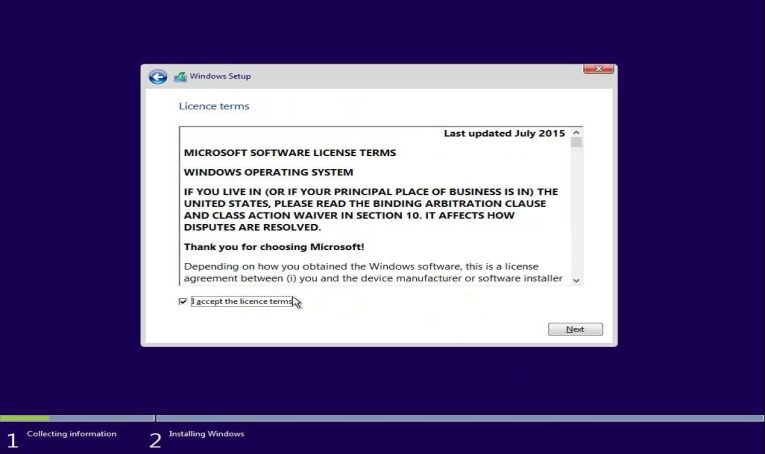 Windows Setup
Licence terms
Last updated July 2015
MICROSOFT SOFTWARE LICENSE TERMS
WINDOWS OPERATING SYSTEM
IF YOU LIVE IN (OR IF YOUR PRINCIPAL PLACE OF BUSINESS IS IN) THE
UNITED STATES, PLEASE READ THE BINDING ARBITRATION CLAUSE
AND CLASS ACTION WAIVER IN SECTION 10. IT AFFECTS HOW
DISPUTES ARE RESOLVED.
Thank you for choosing Microsoft!
Depending on how you obtained the Windows software, this is a license
agreement between (i) you and the device manufacturer or software installer
I accept the licence terms
Next
1 Collecting information
2 Installing Windows